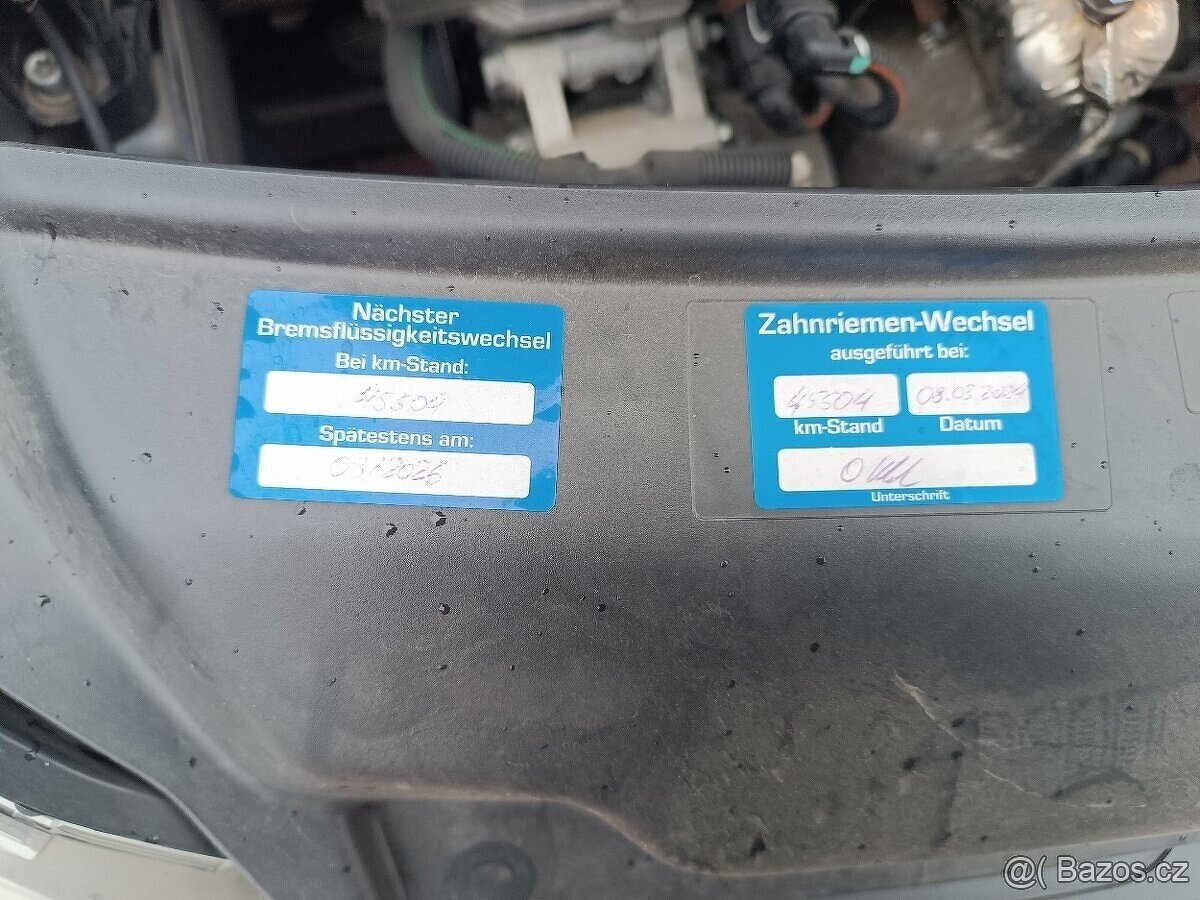 Nächster
Bremsflüssigkeitswechsel
Bei km-Stand:
45504
Spätestens am:
03/2026
Zahnriemen-Wechsel
ausgeführt bei:
45504 08.03.2024
km-Stand Datum
Unterschrift
@( Bazos.cz